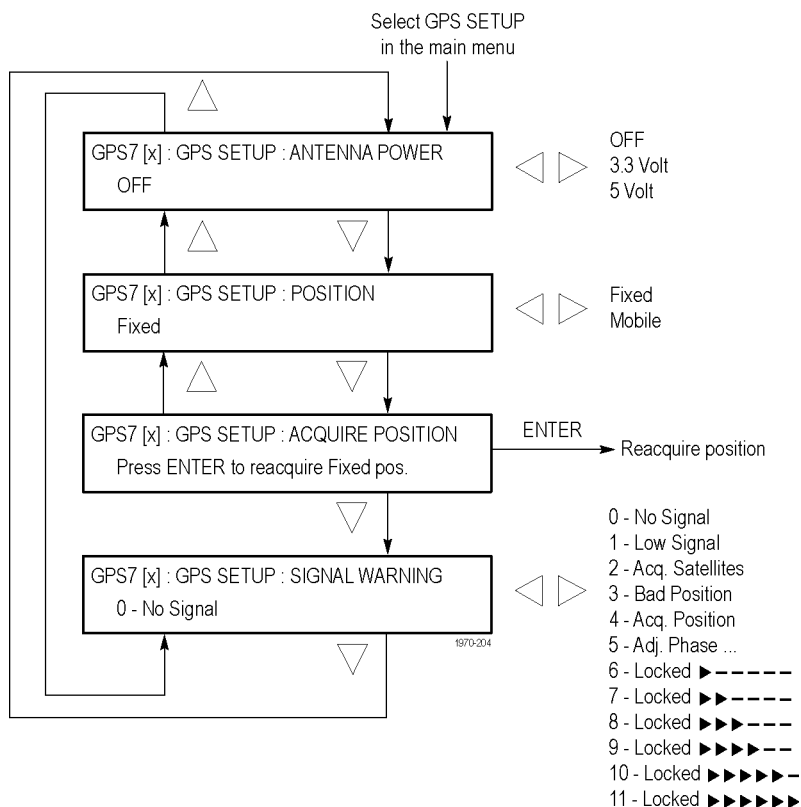 Select GPS SETUP
in the main menu
GPS7 [x] : GPS SETUP : ANTENNA POWER
OFF
OFF
3.3 Volt
5 Volt
GPS7 [x] : GPS SETUP : POSITION
Fixed
Fixed
Mobile
GPS7 [x] : GPS SETUP : ACQUIRE POSITION
Press ENTER to reacquire Fixed pos.
ENTER
Reacquire position
GPS7 [x] : GPS SETUP : SIGNAL WARNING
0 - No Signal
1970-204
0 - No Signal
1 - Low Signal
2 - Acq. Satellites
3 - Bad Position
4 - Acq. Position
5 - Adj. Phase ...
6 - Locked ▶-----
7 - Locked ▶▶----
8 - Locked ▶▶▶---
9 - Locked ▶▶▶▶--
10 - Locked ▶▶▶▶▶-
11 - Locked ▶▶▶▶▶▶